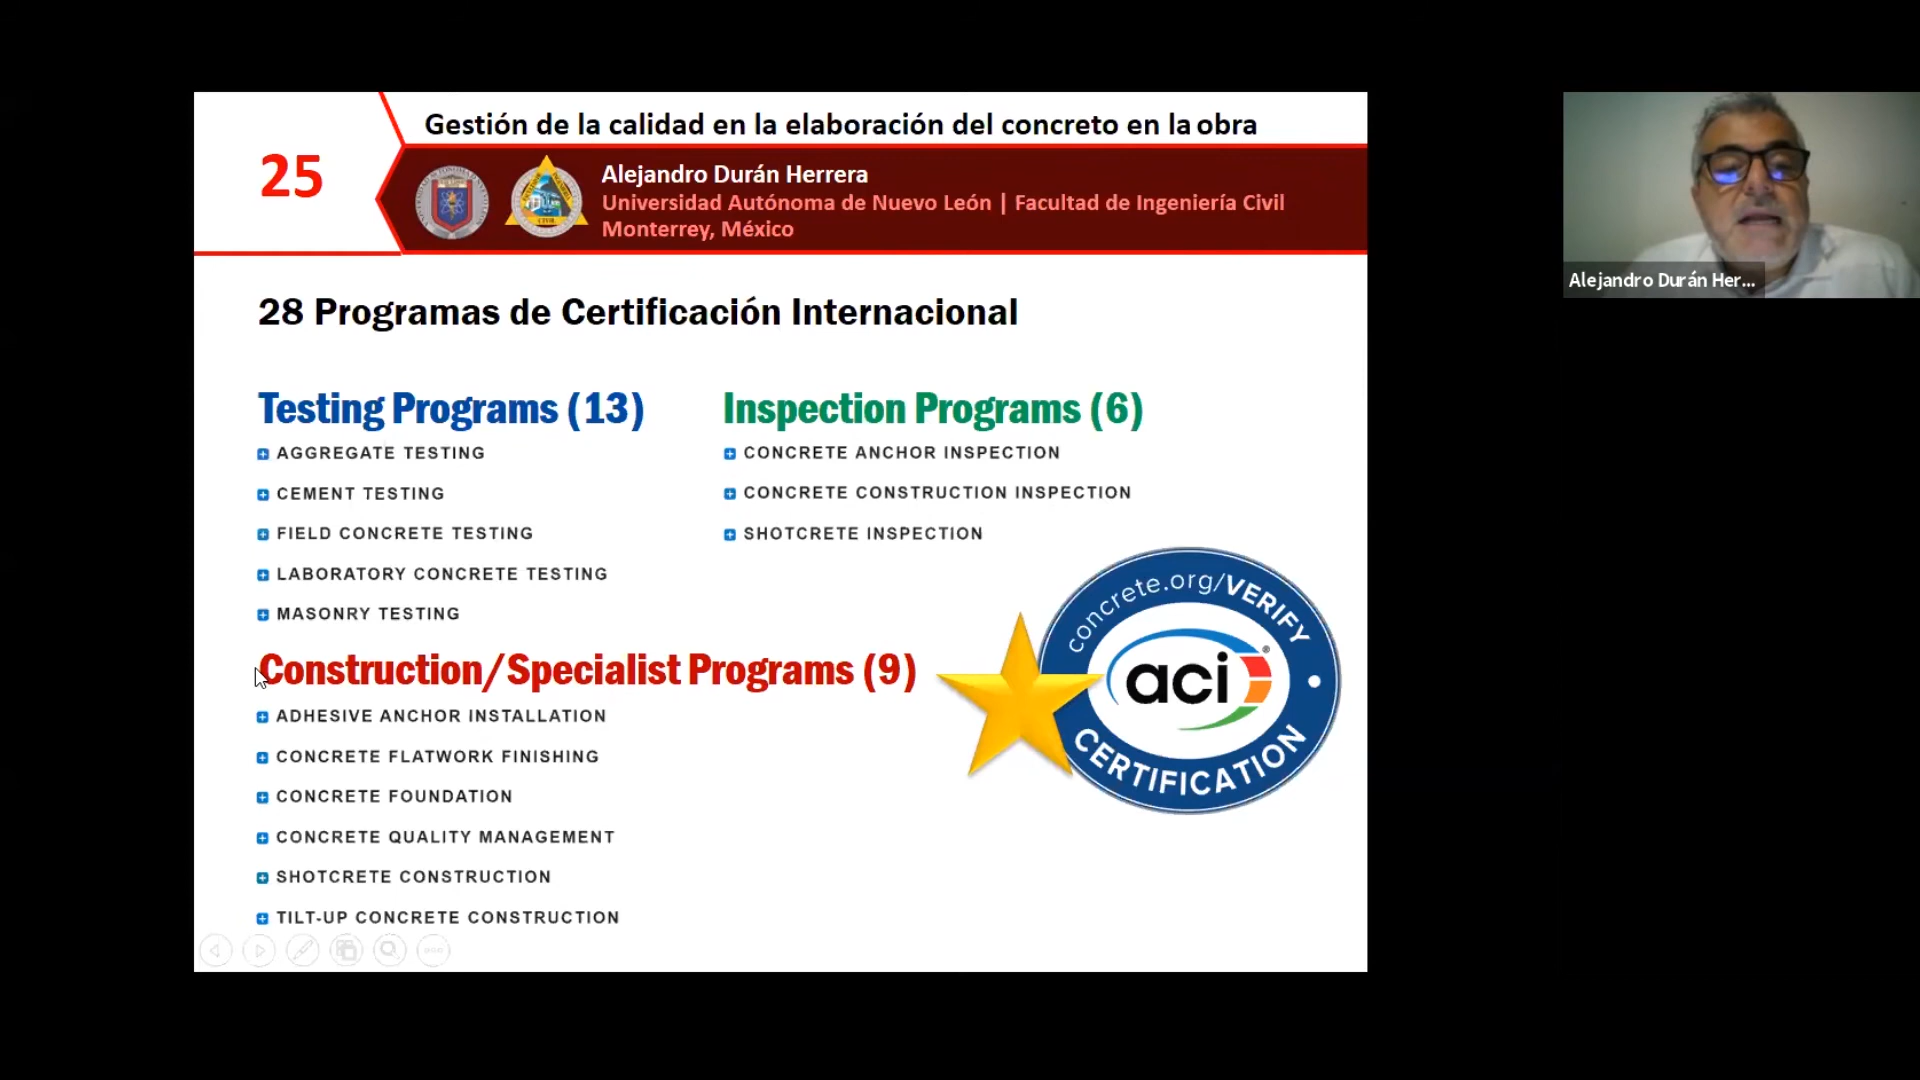 25
Gestión de la calidad en la elaboración del concreto en la obra
Alejandro Durán Herrera
Universidad Autónoma de Nuevo León | Facultad de Ingeniería Civil
Monterrey, México
Alejandro Durán Her...
28 Programas de Certificación Internacional
Testing Programs (13)
AGGREGATE TESTING
CEMENT TESTING
FIELD CONCRETE TESTING
LABORATORY CONCRETE TESTING
MASONRY TESTING
Inspection Programs (6)
CONCRETE ANCHOR INSPECTION
CONCRETE CONSTRUCTION INSPECTION
SHOTCRETE INSPECTION
Construction/Specialist Programs (9)
ADHESIVE ANCHOR INSTALLATION
CONCRETE FLATWORK FINISHING
CONCRETE FOUNDATION
CONCRETE QUALITY MANAGEMENT
SHOTCRETE CONSTRUCTION
TILT-UP CONCRETE CONSTRUCTION
concrete.org/VERIFY
aci®
CERTIFICATION